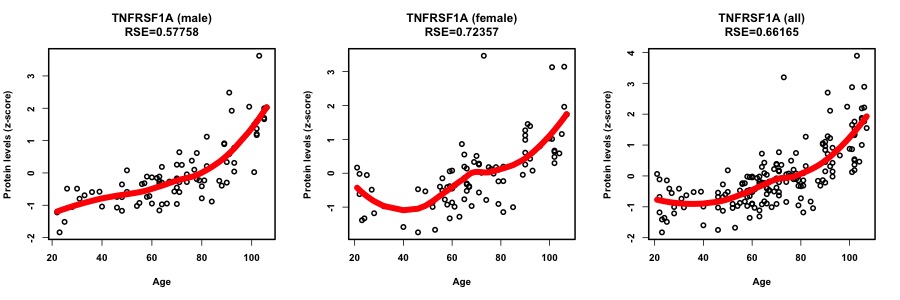 TNFRSF1A (male)
RSE=0.57758
Protein levels (z-score)
3
2
1
0
-1
-2
20 40 60 80 100
Age
TNFRSF1A (female)
RSE=0.72357
Protein levels (z-score)
3
2
1
0
-1
20 40 60 80 100
Age
TNFRSF1A (all)
RSE=0.66165
Protein levels (z-score)
4
3
2
1
0
-1
-2
20 40 60 80 100
Age